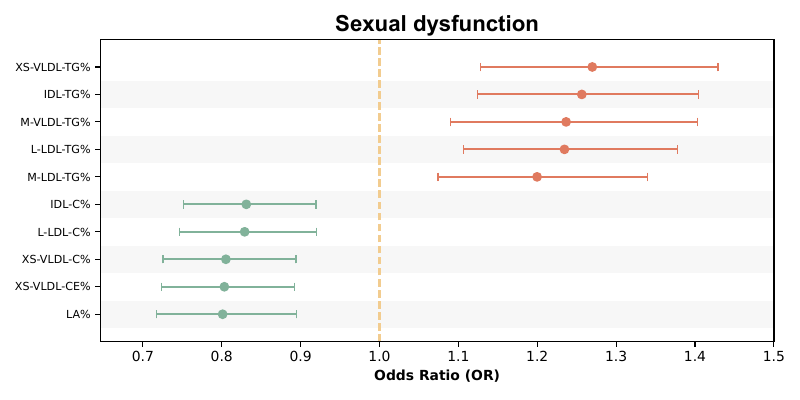 Sexual dysfunction
XS-VLDL-TG%
IDL-TG%
M-VLDL-TG%
L-LDL-TG%
M-LDL-TG%
IDL-C%
L-LDL-C%
XS-VLDL-C%
XS-VLDL-CE%
LA%
0.7 0.8 0.9 1.0 1.1 1.2 1.3 1.4 1.5
Odds Ratio (OR)